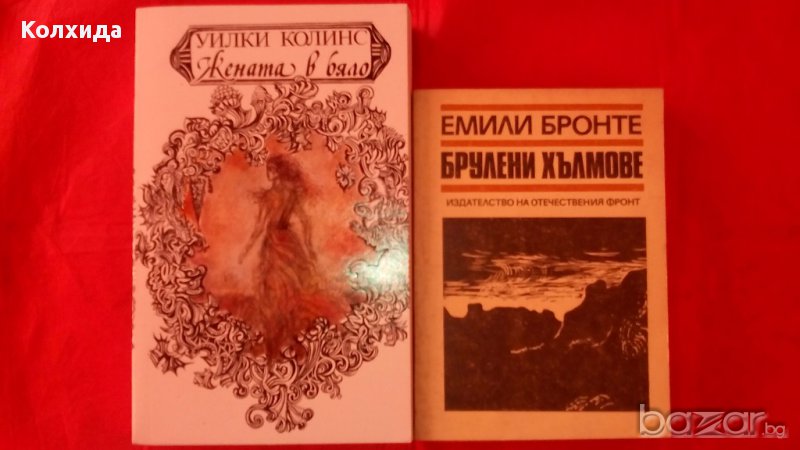 Колхида
УИЛКИ КОЛИНС
Жената в бяло
ЕМИЛИ БРОНТЕ
БРУЛЕНИ ХЪЛМОВЕ
ИЗДАТЕЛСТВО НА ОТЕЧЕСТВЕНИЯ ФРОНТ
bazar.bg